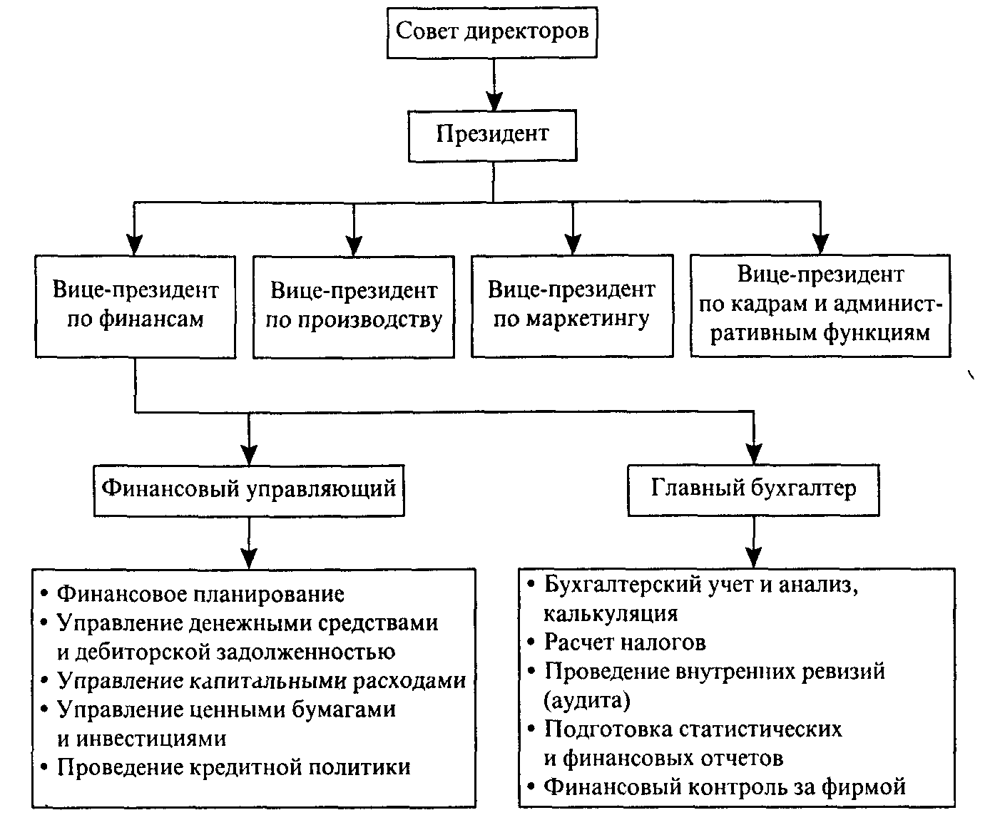 Совет директоров
Президент
Вице-президент
по финансам
Вице-президент
по производству
Вице-президент
по маркетингу
Вице-президент
по кадрам и админист-
ративным функциям
Финансовый управляющий
Главный бухгалтер
• Финансовое планирование
• Управление денежными средствами
и дебиторской задолженностью
• Управление капитальными расходами
• Управление ценными бумагами
и инвестициями
• Проведение кредитной политики
• Бухгалтерский учет и анализ,
калькуляция
• Расчет налогов
• Проведение внутренних ревизий
(аудита)
• Подготовка статистических
и финансовых отчетов
• Финансовый контроль за фирмой